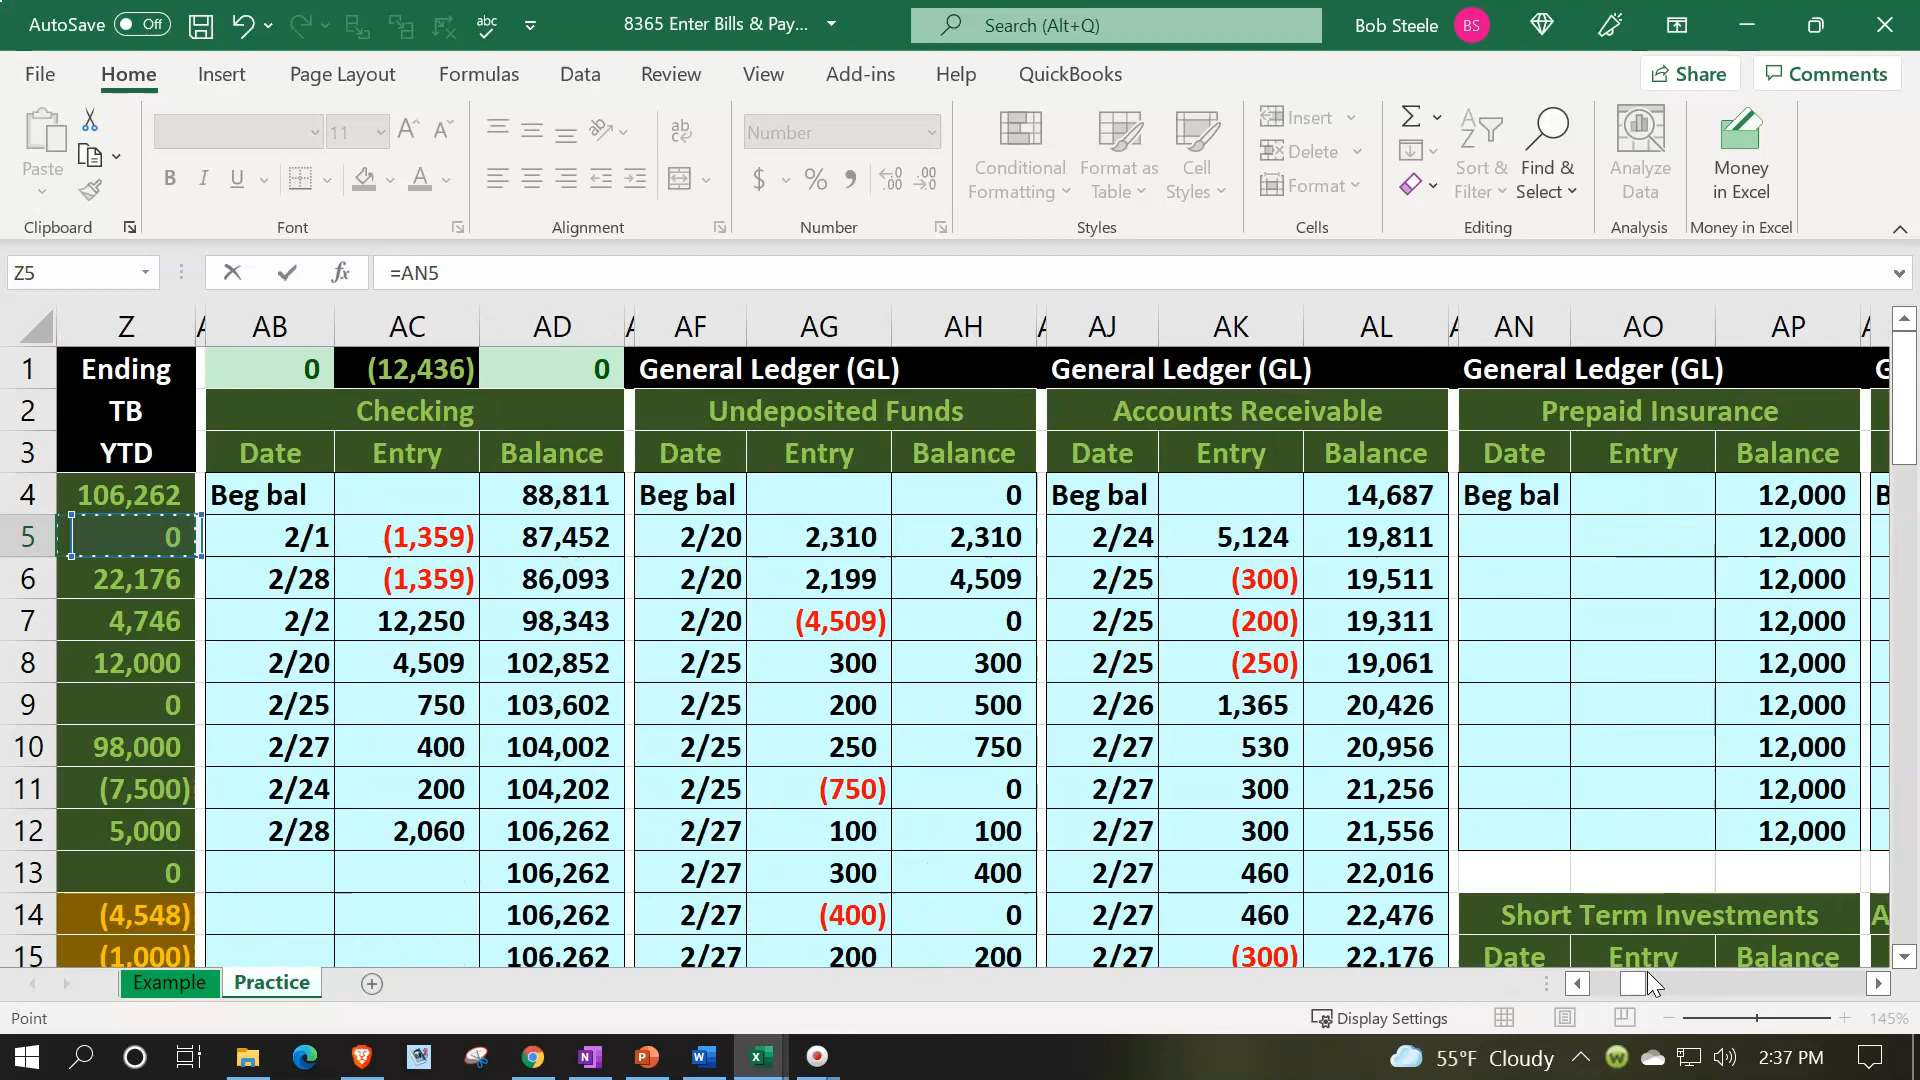 AutoSave Off abc 8365 Enter Bills & Pay... Search (Alt+Q) Bob Steele BS
File Home Insert Page Layout Formulas Data Review View Add-ins Help QuickBooks Share Comments
Paste 11 A A ab Number Insert Σ Conditional Formatting Format as Table Cell Styles Delete Format Sort & Filter Find & Select Analyze Data Money in Excel
B I U A $ % 9 .00 .00
Clipboard Font Alignment Number Styles Cells Editing Analysis Money in Excel
Z5 fx =AN5
Z AB AC AD AF AG AH AJ AK AL AN AO AP
1 Ending 0 (12,436) 0 General Ledger (GL) General Ledger (GL) General Ledger (GL) G
2 TB Checking Undeposited Funds Accounts Receivable Prepaid Insurance
3 YTD Date Entry Balance Date Entry Balance Date Entry Balance Date Entry Balance
4 106,262 Beg bal 88,811 Beg bal 0 Beg bal 14,687 Beg bal 12,000 B
5 0 2/1 (1,359) 87,452 2/20 2,310 2,310 2/24 5,124 19,811 12,000
6 22,176 2/28 (1,359) 86,093 2/20 2,199 4,509 2/25 (300) 19,511 12,000
7 4,746 2/2 12,250 98,343 2/20 (4,509) 0 2/25 (200) 19,311 12,000
8 12,000 2/20 4,509 102,852 2/25 300 300 2/25 (250) 19,061 12,000
9 0 2/25 750 103,602 2/25 200 500 2/26 1,365 20,426 12,000
10 98,000 2/27 400 104,002 2/25 250 750 2/27 530 20,956 12,000
11 (7,500) 2/24 200 104,202 2/25 (750) 0 2/27 300 21,256 12,000
12 5,000 2/28 2,060 106,262 2/27 100 100 2/27 300 21,556 12,000
13 0 106,262 2/27 300 400 2/27 460 22,016
14 (4,548) 106,262 2/27 (400) 0 2/27 460 22,476 Short Term Investments A
15 (1,000) 106,262 2/27 200 200 2/27 (300) 22,176 Date Entry Balance
Example Practice
Point Display Settings 145%
55°F Cloudy 2:37 PM